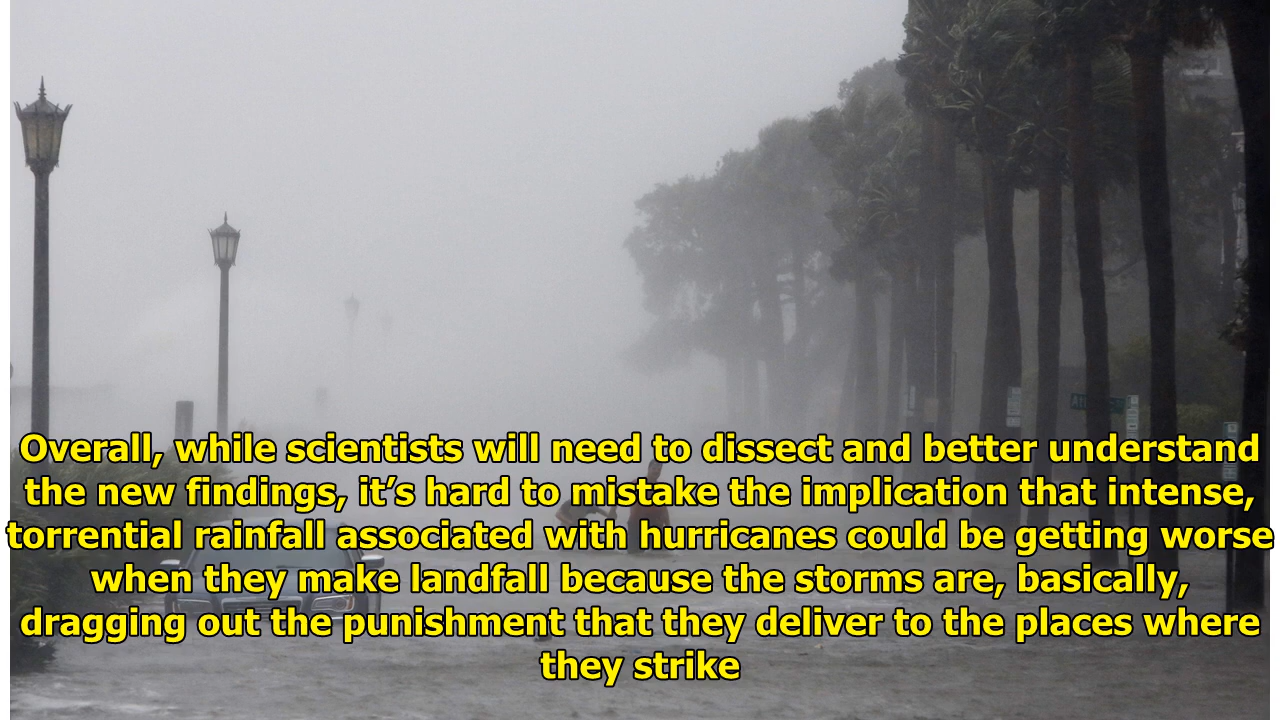 Overall, while scientists will need to dissect and better understand
the new findings, it’s hard to mistake the implication that intense,
torrential rainfall associated with hurricanes could be getting worse
when they make landfall because the storms are, basically,
dragging out the punishment that they deliver to the places where
they strike